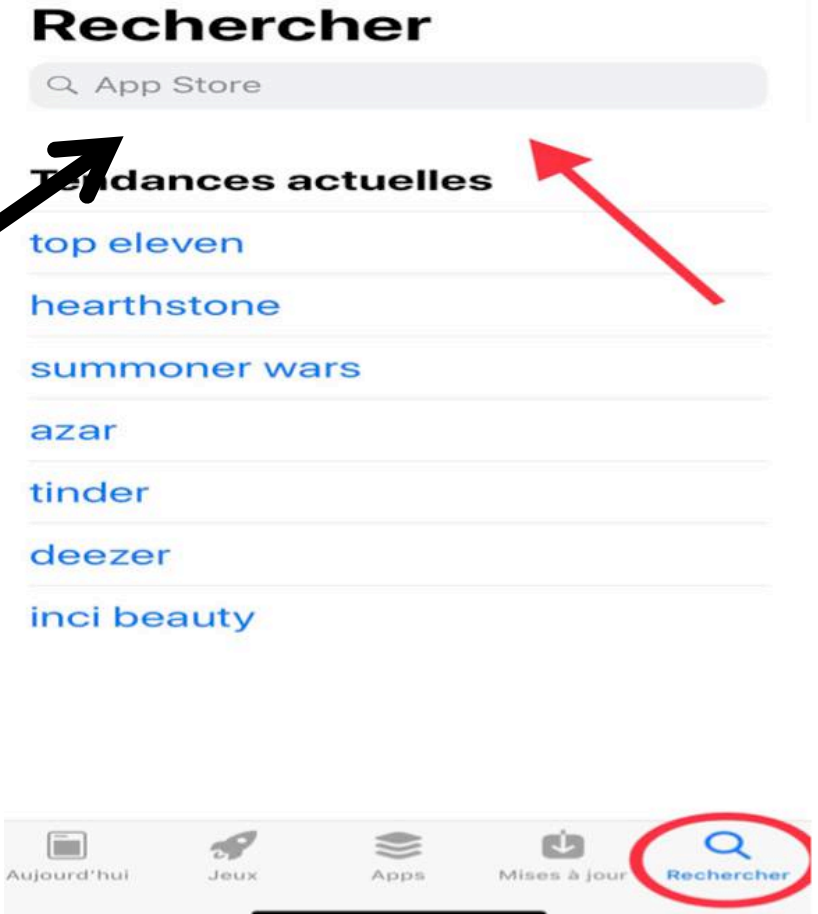 Rechercher
App Store
Tendances actuelles
top eleven
hearthstone
summoner wars
azar
tinder
deezer
inci beauty
Aujourd'hui Jeux Apps Mises à jour Rechercher